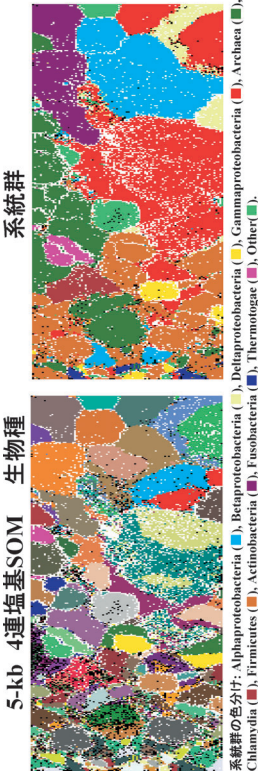 5-kb 4連塩基SOM 生物種 系統群
系統群の色分け: Alphaproteobacteria ( ), Betaproteobacteria ( ), Deltaproteobacteria ( ), Gammaproteobacteria ( ), Archaea ( ),
Chlamydia ( ), Firmicutes ( ), Actinobacteria ( ), Fusobacteria ( ), Thermotogae ( ), Other( ).